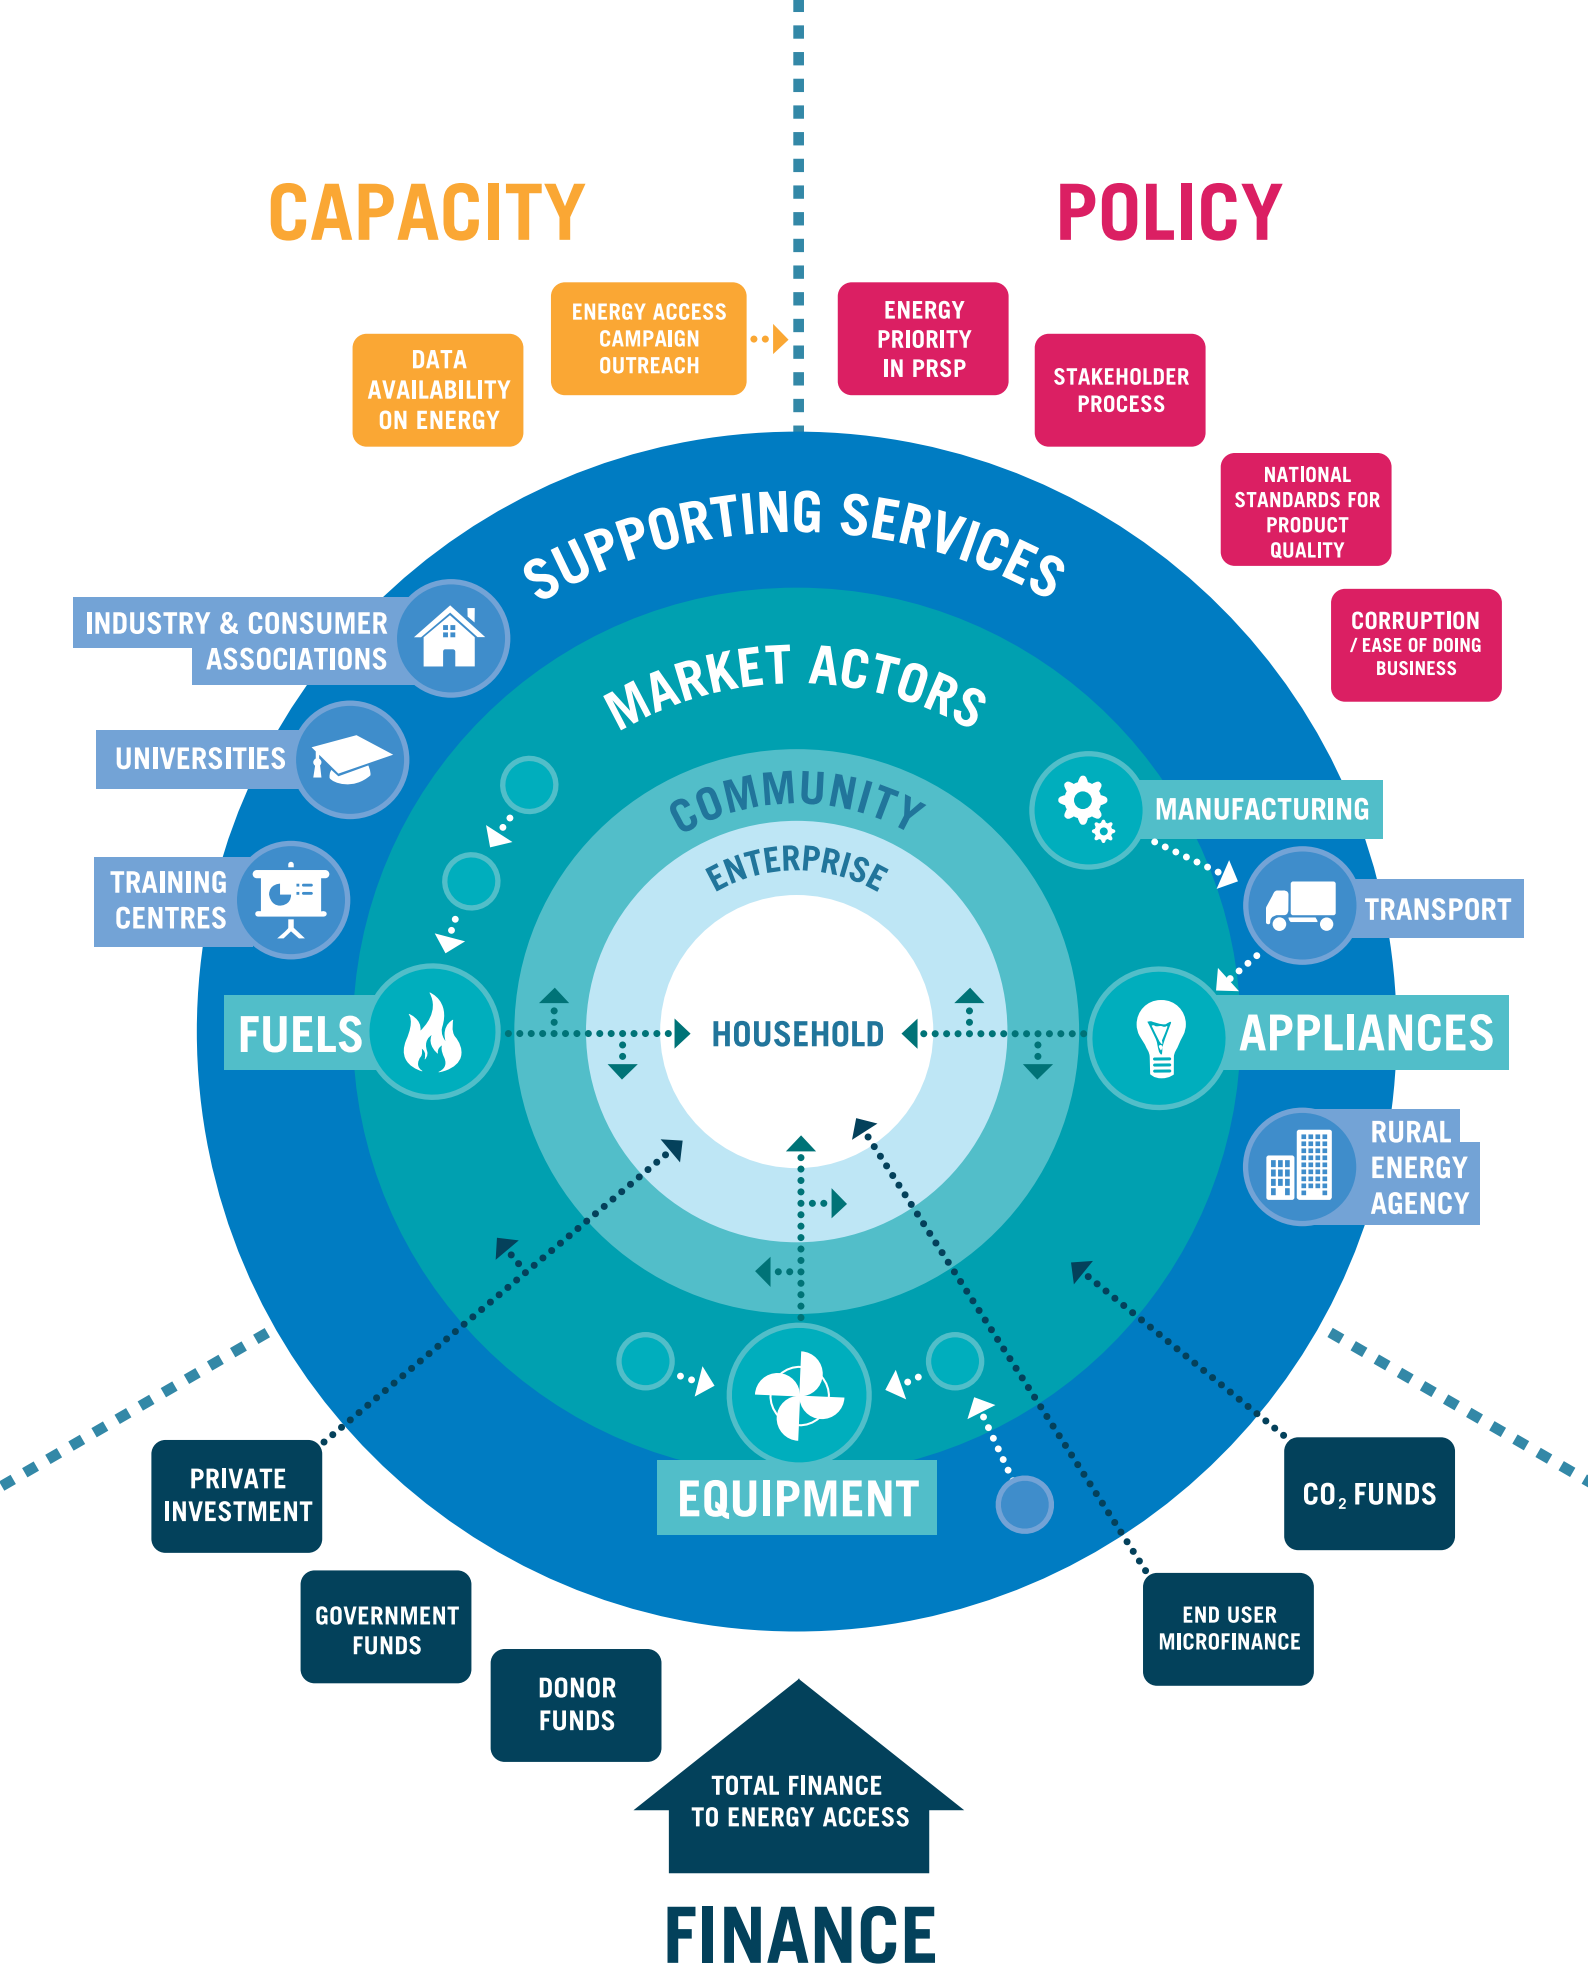 CAPACITY
POLICY
ENERGY ACCESS
CAMPAIGN
OUTREACH
DATA
AVAILABILITY
ON ENERGY
ENERGY
PRIORITY
IN PRSP
STAKEHOLDER
PROCESS
NATIONAL
STANDARDS FOR
PRODUCT
QUALITY
CORRUPTION
/ EASE OF DOING
BUSINESS
SUPPORTING SERVICES
MARKET ACTORS
COMMUNITY
ENTERPRISE
HOUSEHOLD
INDUSTRY & CONSUMER
ASSOCIATIONS
UNIVERSITIES
TRAINING
CENTRES
FUELS
MANUFACTURING
TRANSPORT
APPLIANCES
RURAL
ENERGY
AGENCY
EQUIPMENT
PRIVATE
INVESTMENT
GOVERNMENT
FUNDS
DONOR
FUNDS
CO₂ FUNDS
END USER
MICROFINANCE
TOTAL FINANCE
TO ENERGY ACCESS
FINANCE